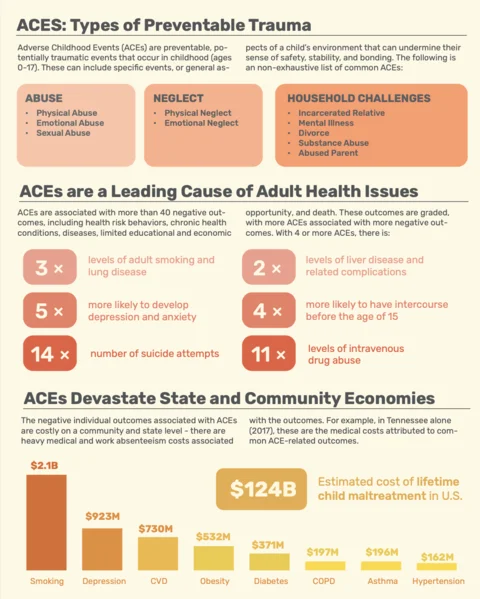 ACES: Types of Preventable Trauma
Adverse Childhood Events (ACEs) are preventable, po-
tentially traumatic events that occur in childhood (ages
0-17). These can include specific events, or general as-
pects of a child's environment that can undermine their
sense of safety, stability, and bonding. The following is
an non-exhaustive list of common ACEs:
ABUSE
• Physical Abuse
• Emotional Abuse
• Sexual Abuse
NEGLECT
• Physical Neglect
• Emotional Neglect
HOUSEHOLD CHALLENGES
• Incarcerated Relative
• Mental Illness
• Divorce
• Substance Abuse
• Abused Parent
ACEs are a Leading Cause of Adult Health Issues
ACEs are associated with more than 40 negative out-
comes, including health risk behaviors, chronic health
conditions, diseases, limited educational and economic
opportunity, and death. These outcomes are graded,
with more ACEs associated with more negative out-
comes. With 4 or more ACEs, there is:
3 ×
levels of adult smoking and
lung disease
2 ×
levels of liver disease and
related complications
5 ×
more likely to develop
depression and anxiety
4 ×
more likely to have intercourse
before the age of 15
14 ×
number of suicide attempts
11 ×
levels of intravenous
drug abuse
ACEs Devastate State and Community Economies
The negative individual outcomes associated with ACEs
are costly on a community and state level - there are
heavy medical and work absenteeism costs associated
with the outcomes. For example, in Tennessee alone
(2017), these are the medical costs attributed to com-
mon ACE-related outcomes.
$124B
Estimated cost of lifetime
child maltreatment in U.S.
$2.1B
$923M
$730M
$532M
$371M
$197M
$196M
$162M
Smoking
Depression
CVD
Obesity
Diabetes
COPD
Asthma
Hypertension